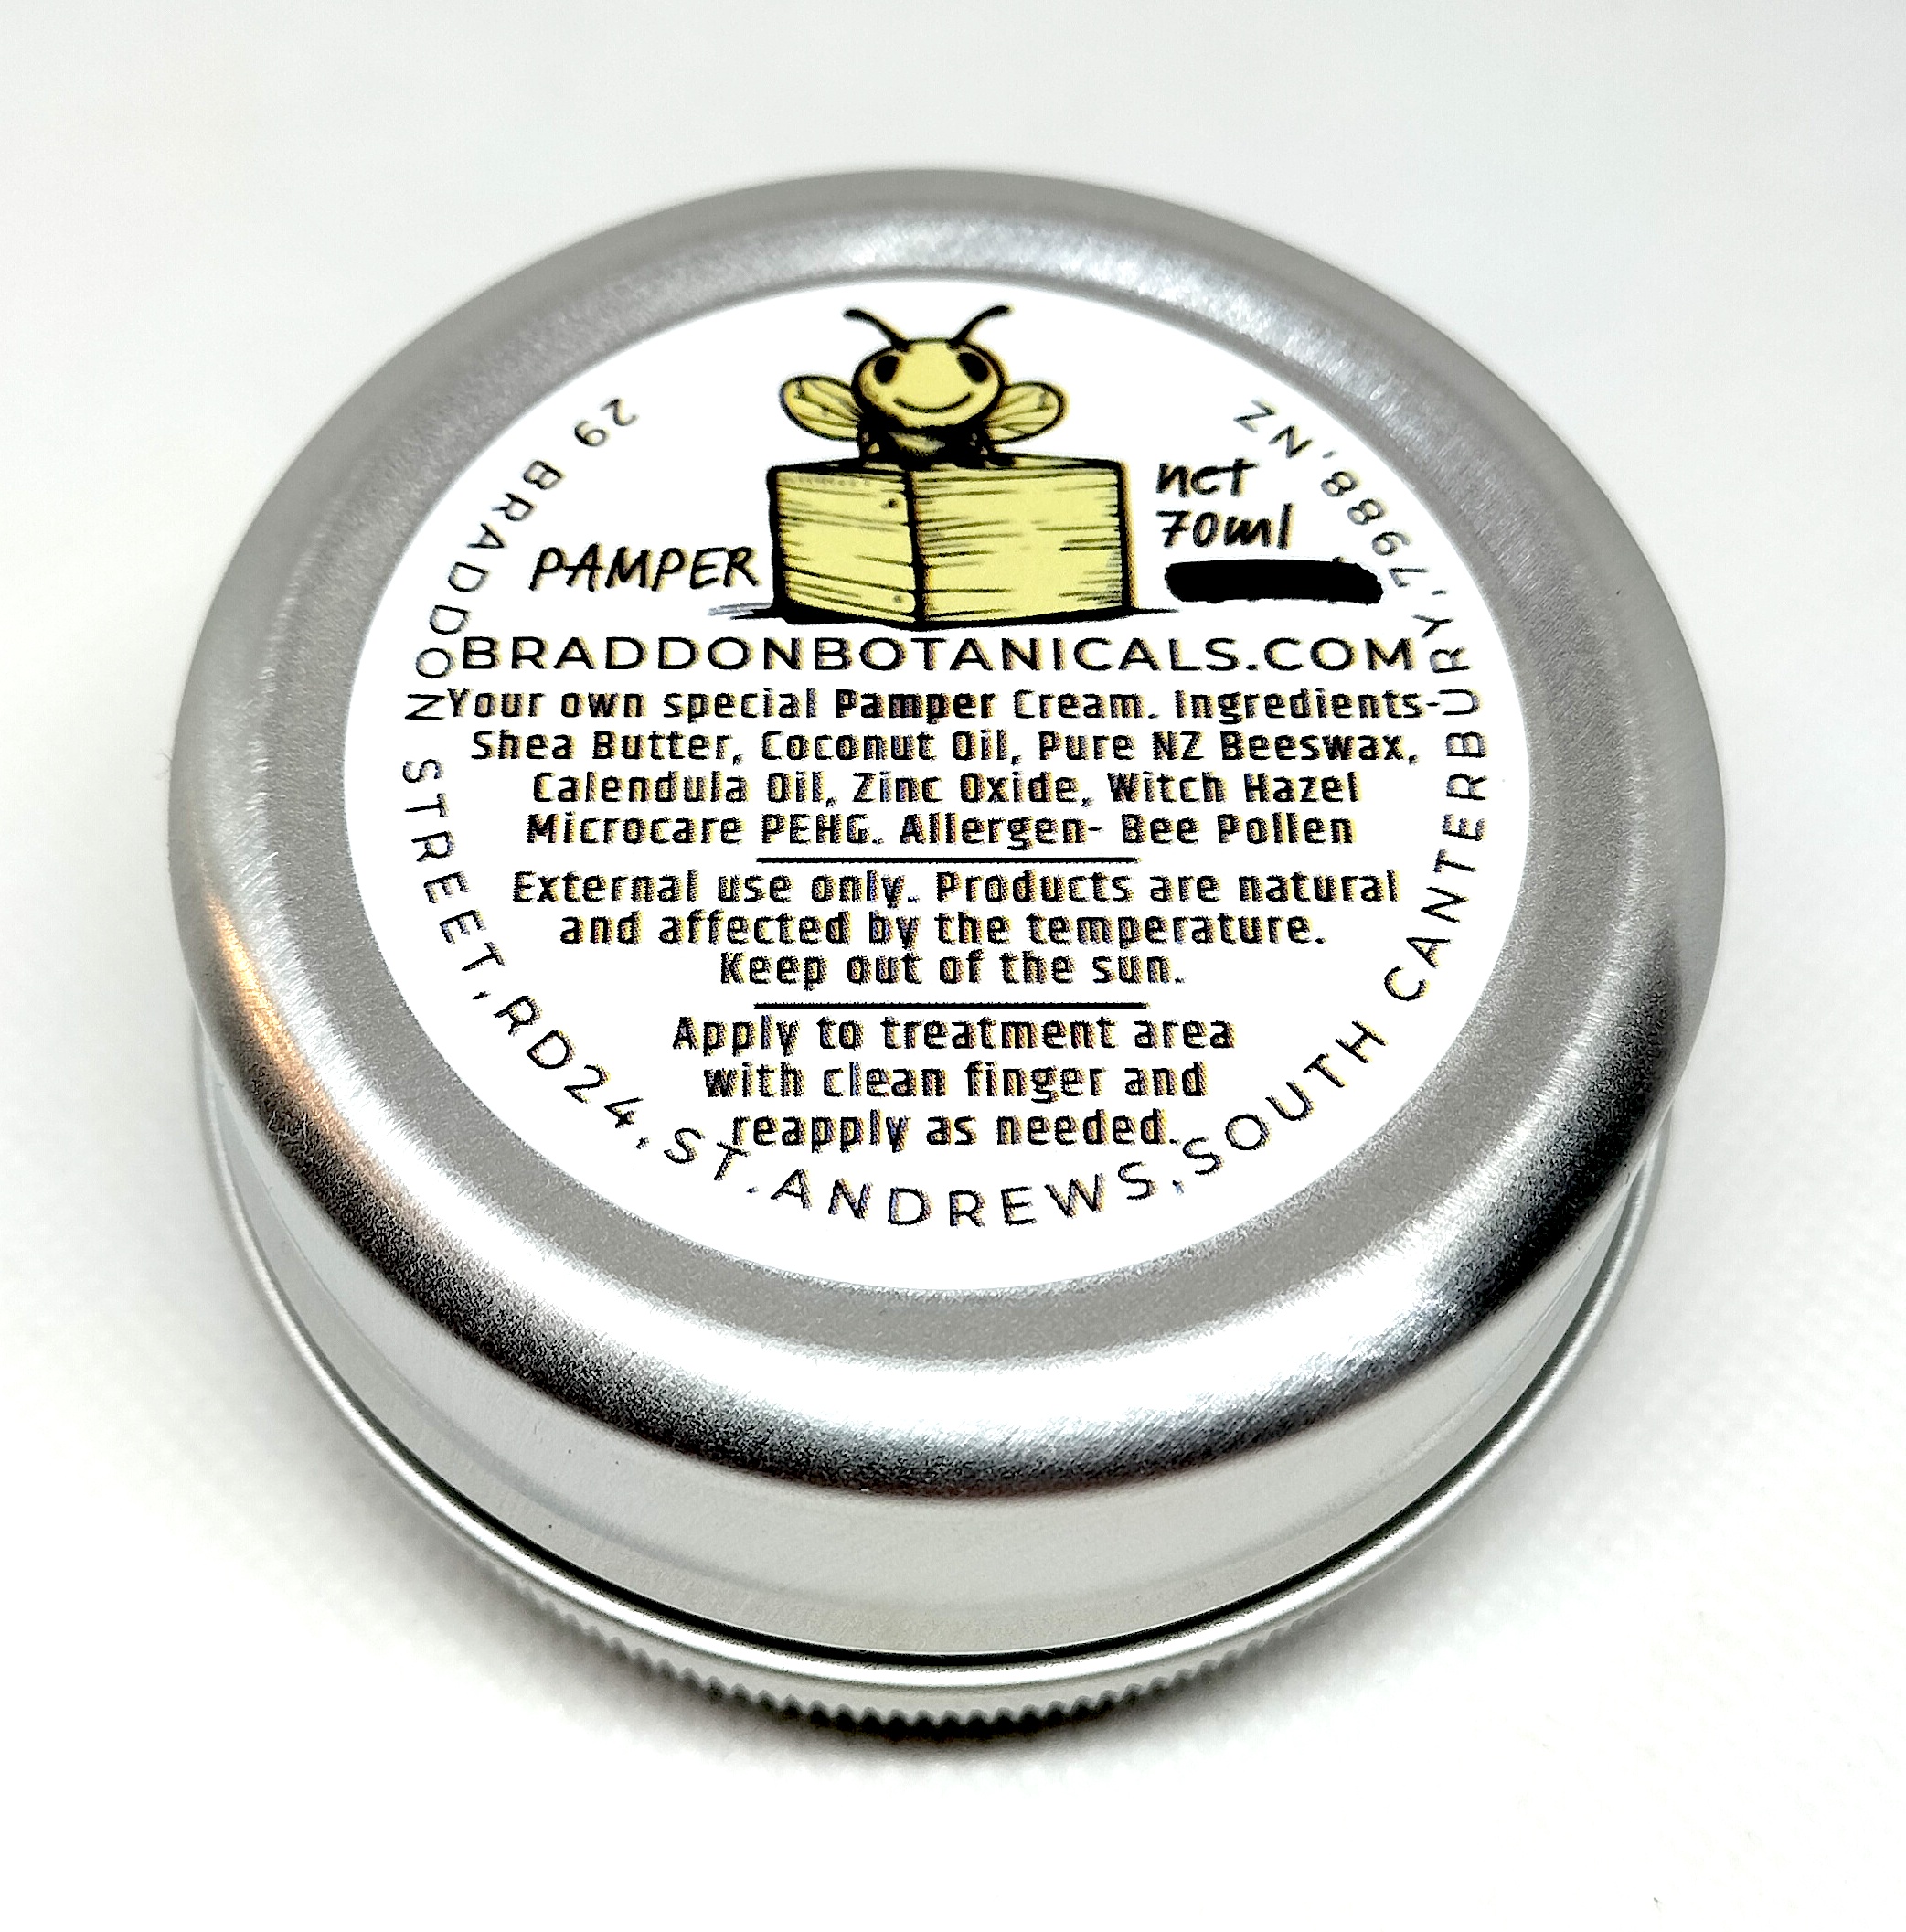 PAMPER
net
70ml
BRADDONBOTANICALS.COM
Your own special Pamper Cream. Ingredients-
Shea Butter, Coconut Oil, Pure NZ Beeswax,
Calendula Oil, Zinc Oxide, Witch Hazel
Microcare PEHG. Allergen- Bee Pollen
External use only. Products are natural
and affected by the temperature.
Keep out of the sun.
Apply to treatment area
with clean finger and
reapply as needed.
29 BRADDON STREET,RD24,ST.ANDREWS,SOUTH CANTERBURY,7988,NZ